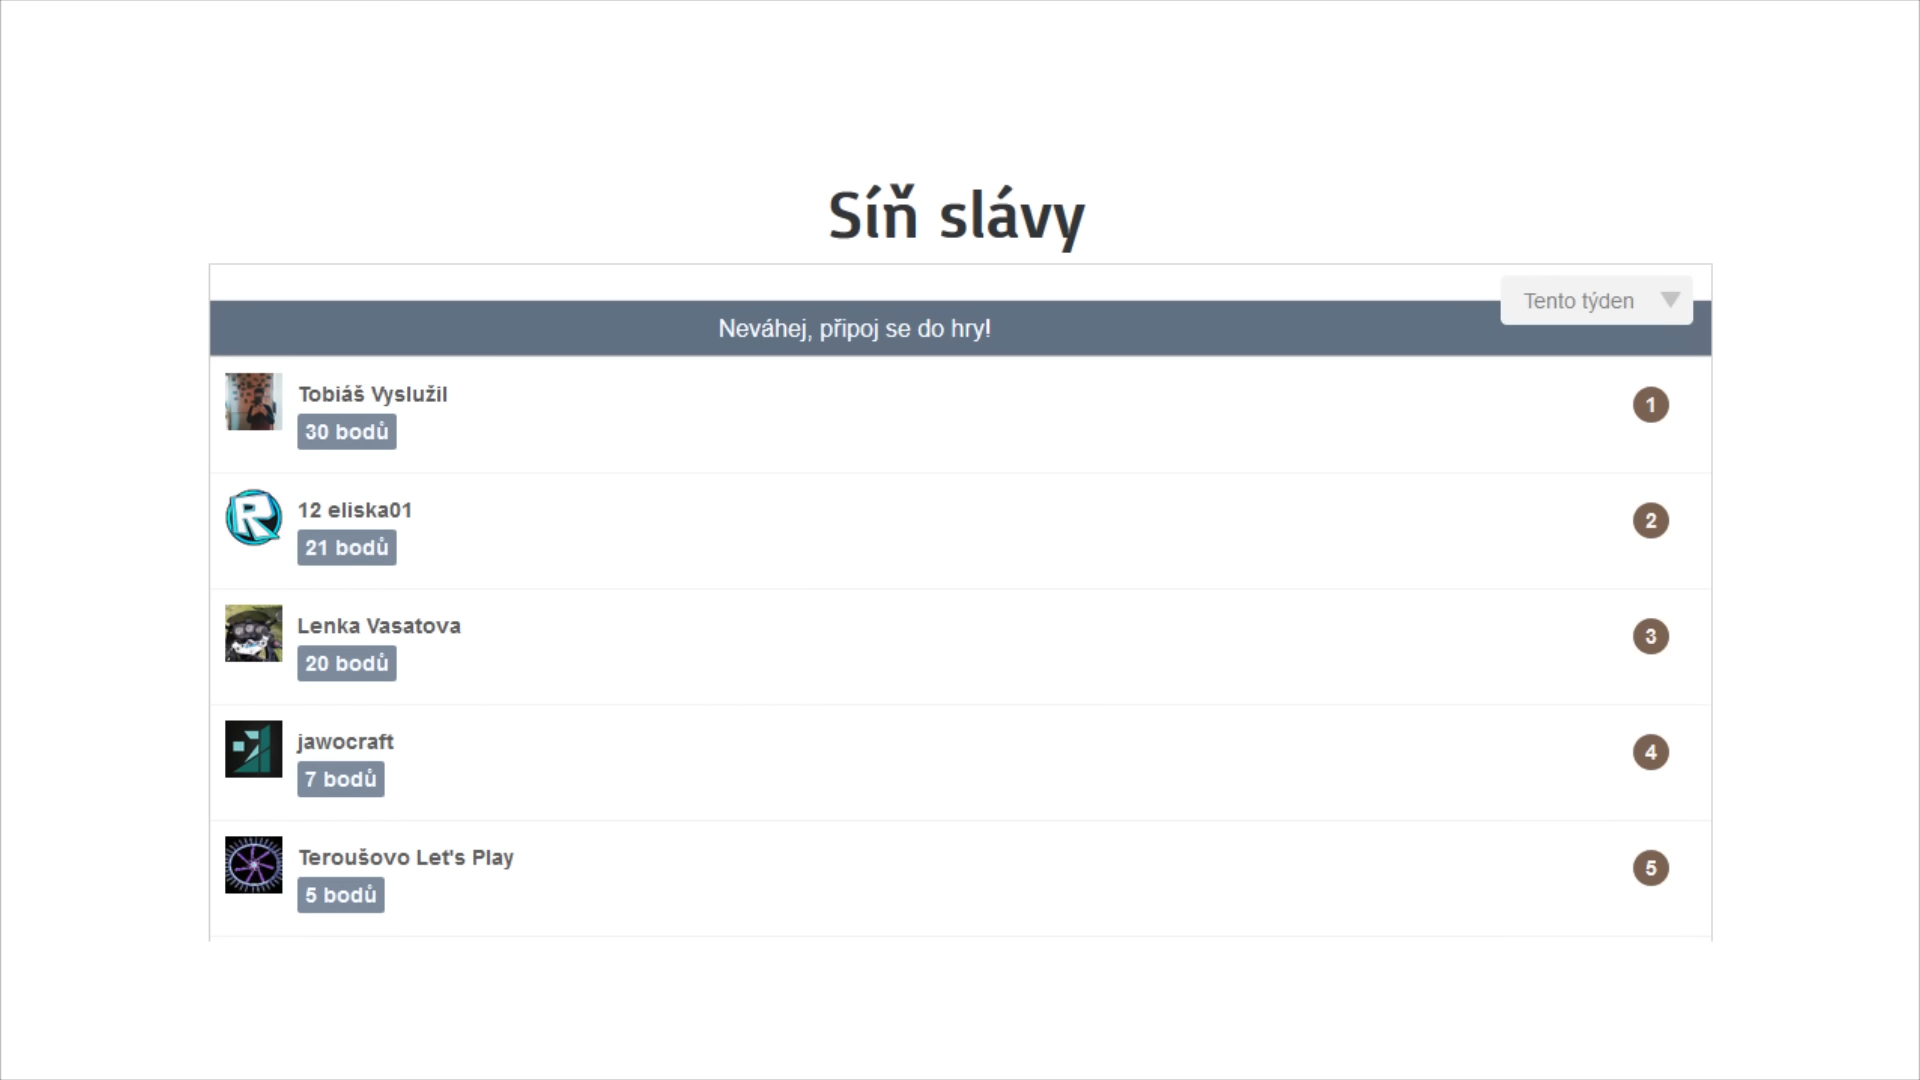 Síň slávy
Tento týden
Neváhej, připoj se do hry!
Tobiáš Vyslužil
1
30 bodů
12 eliska01
2
21 bodů
Lenka Vasatova
3
20 bodů
jawocraft
4
7 bodů
Teroušovo Let's Play
5
5 bodů